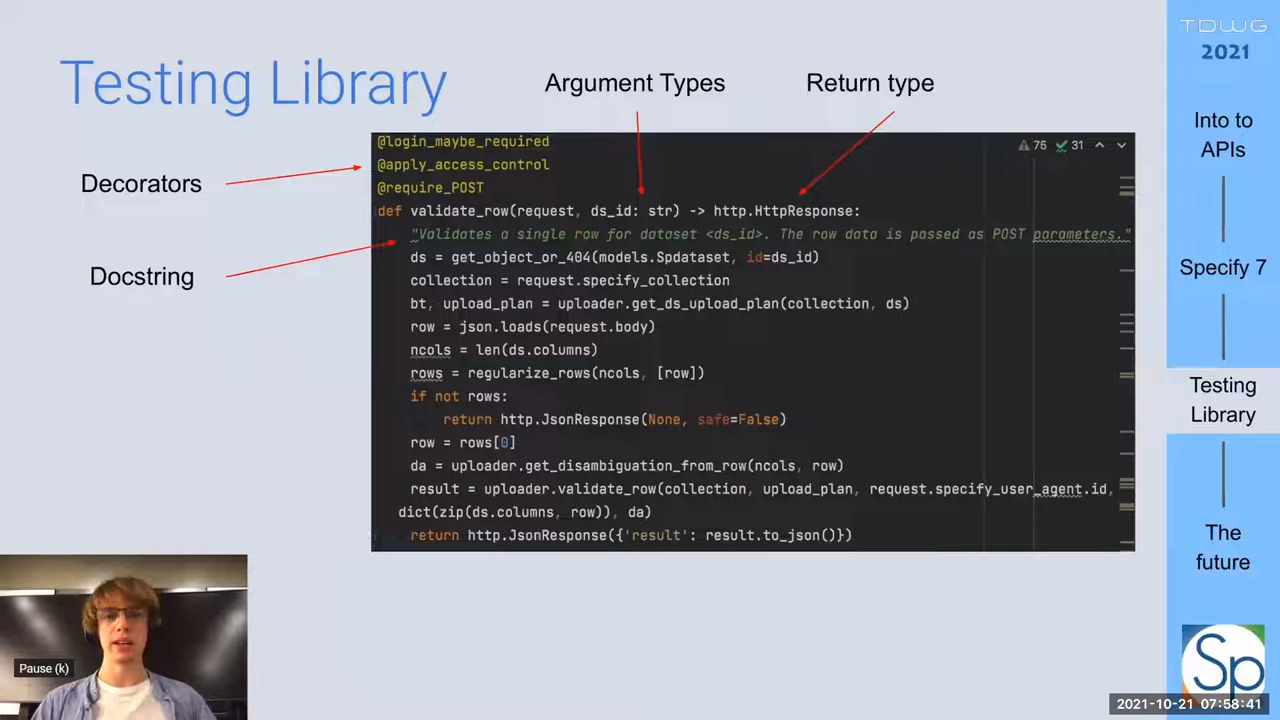 Testing Library
Argument Types
Return type
Decorators
Docstring
@login_maybe_required
@apply_access_control
@require_POST
def validate_row(request, ds_id: str) -> http.HttpResponse:
"Validates a single row for dataset <ds_id>. The row data is passed as POST parameters."
ds = get_object_or_404(models.Spdataset, id=ds_id)
collection = request.specify_collection
bt, upload_plan = uploader.get_ds_upload_plan(collection, ds)
row = json.loads(request.body)
ncols = len(ds.columns)
rows = regularize_rows(ncols, [row])
if not rows:
return http.JsonResponse(None, safe=False)
row = rows[0]
da = uploader.get_disambiguation_from_row(ncols, row)
result = uploader.validate_row(collection, upload_plan, request.specify_user_agent.id,
dict(zip(ds.columns, row)), da)
return http.JsonResponse({'result': result.to_json()})
75 31
TDWG
2021
Into to
APIs
Specify 7
Testing
Library
The
future
Sp
Pause (k)
2021-10-21 07:58:41